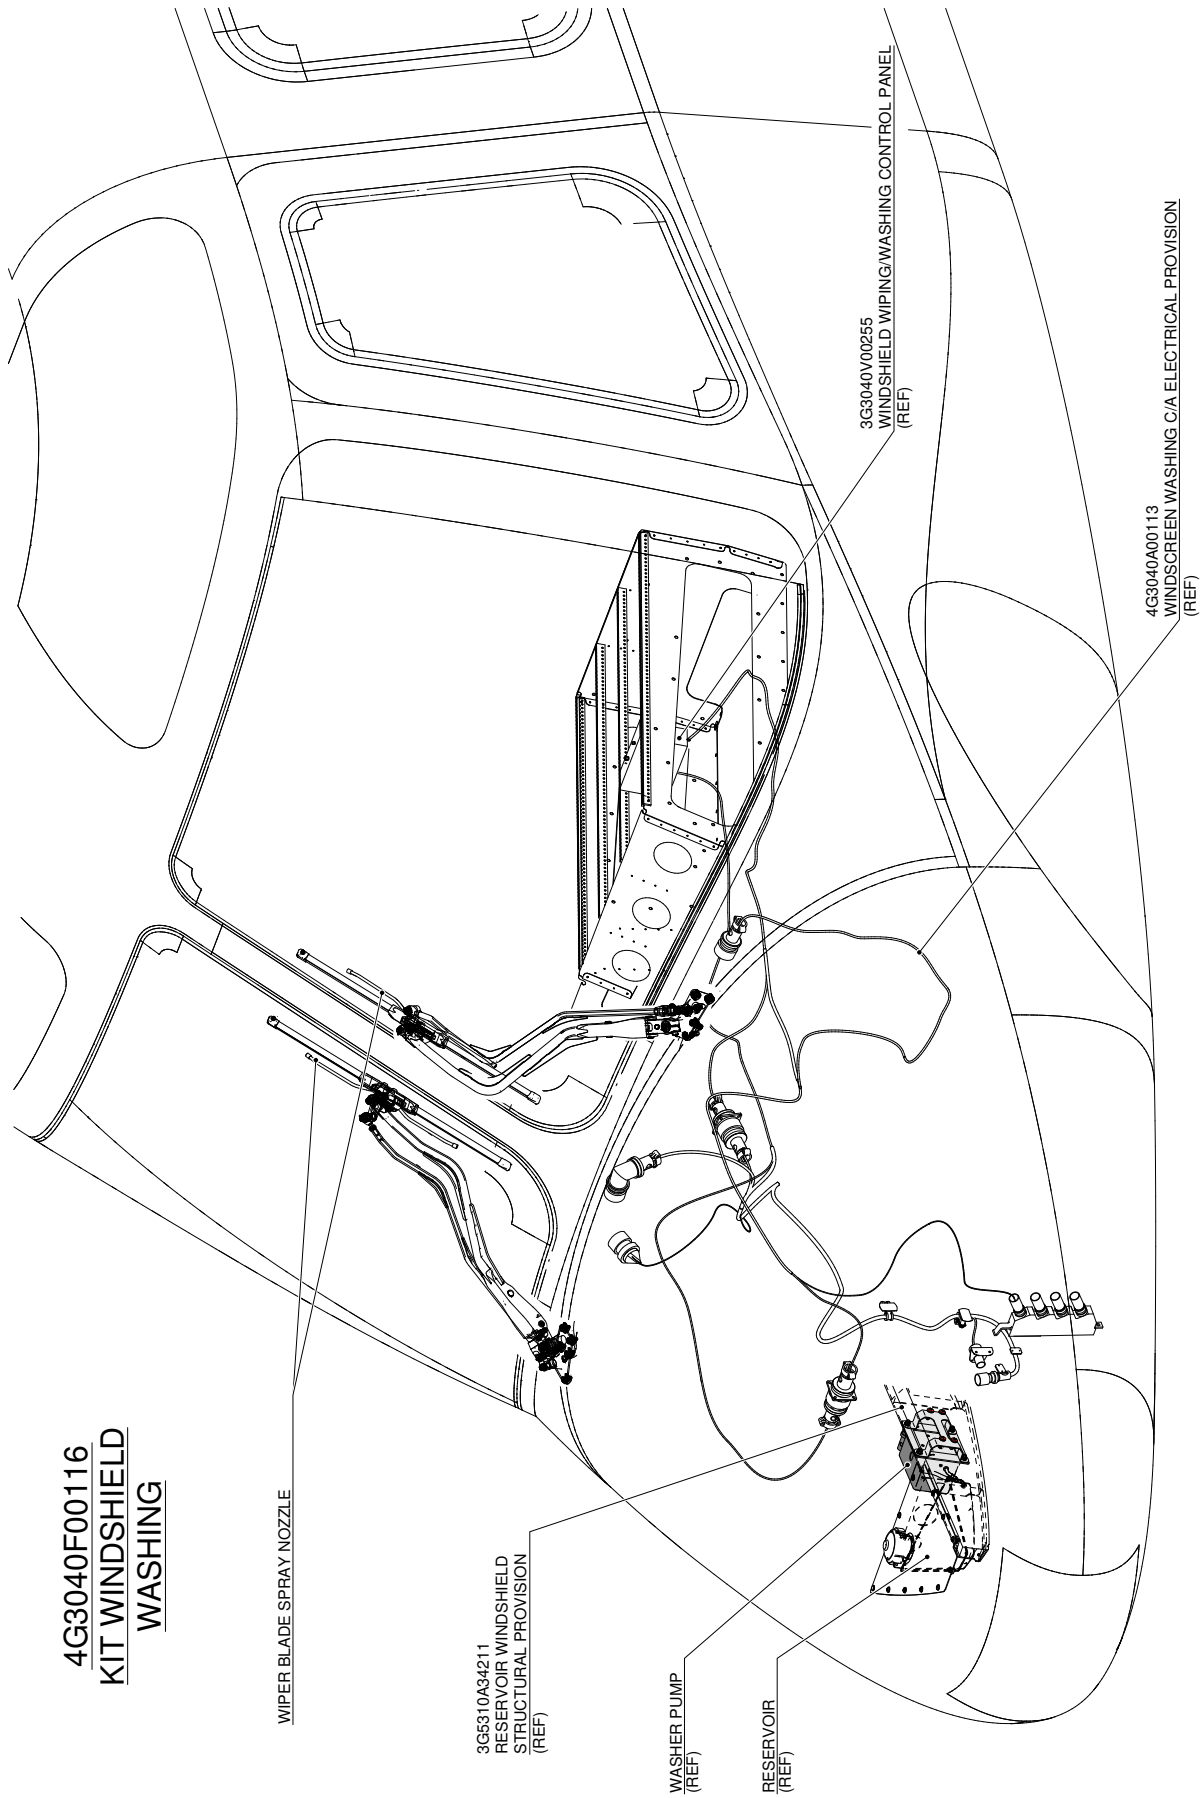 4G3040F00116
KIT WINDSHIELD
WASHING
WIPER BLADE SPRAY NOZZLE
3G5310A34211
RESERVOIR WINDSHIELD
STRUCTURAL PROVISION
(REF)
WASHER PUMP
(REF)
RESERVOIR
(REF)
3G3040V00255
WINDSHIELD WIPING/WASHING CONTROL PANEL
(REF)
4G3040A00113
WINDSCREEN WASHING C/A ELECTRICAL PROVISION
(REF)